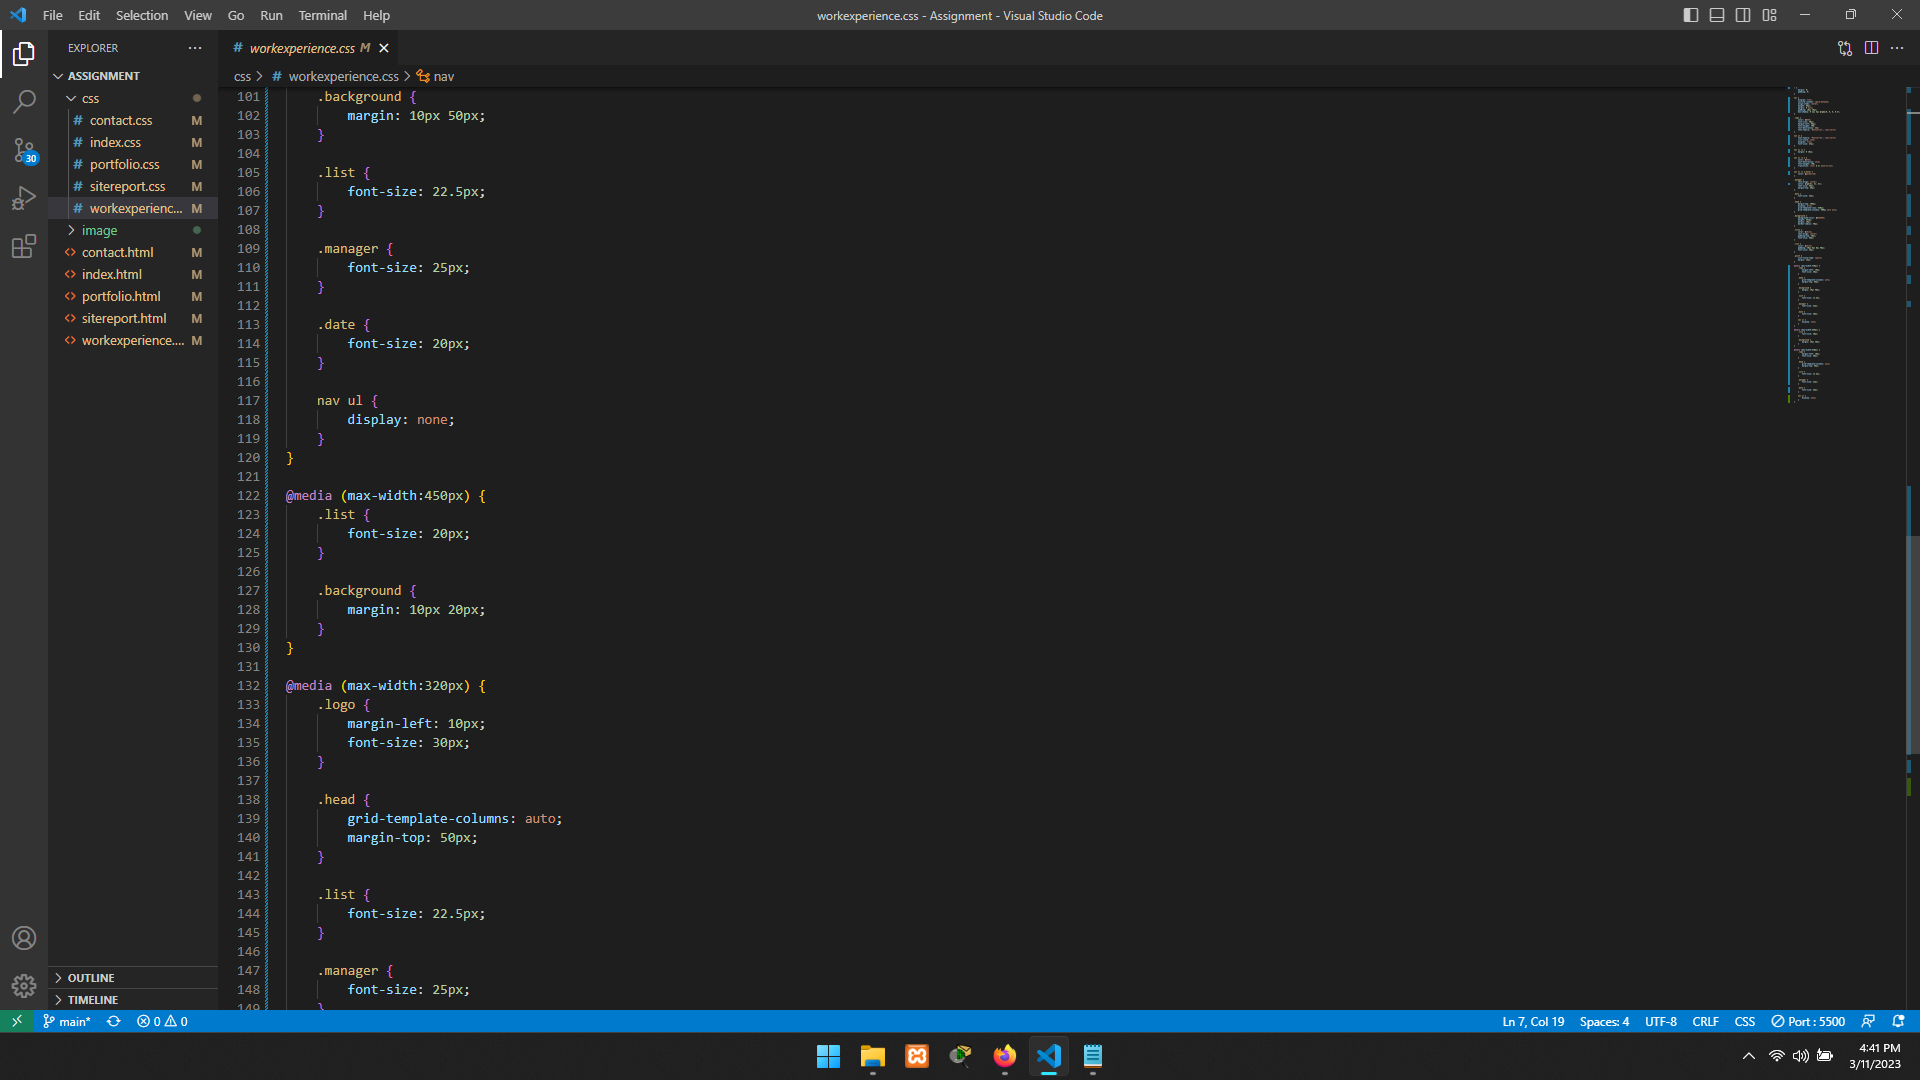 File Edit Selection View Go Run Terminal Help
workexperience.css - Assignment - Visual Studio Code
EXPLORER
ASSIGNMENT
css
# contact.css M
# index.css M
# portfolio.css M
# sitereport.css M
# workexperienc... M
image
<> contact.html M
<> index.html M
<> portfolio.html M
<> sitereport.html M
<> workexperience.... M
OUTLINE
TIMELINE
30
# workexperience.css M
css > # workexperience.css > nav
101 .background {
102 margin: 10px 50px;
103 }
104
105 .list {
106 font-size: 22.5px;
107 }
108
109 .manager {
110 font-size: 25px;
111 }
112
113 .date {
114 font-size: 20px;
115 }
116
117 nav ul {
118 display: none;
119 }
120 }
121
122 @media (max-width:450px) {
123 .list {
124 font-size: 20px;
125 }
126
127 .background {
128 margin: 10px 20px;
129 }
130 }
131
132 @media (max-width:320px) {
133 .logo {
134 margin-left: 10px;
135 font-size: 30px;
136 }
137
138 .head {
139 grid-template-columns: auto;
140 margin-top: 50px;
141 }
142
143 .list {
144 font-size: 22.5px;
145 }
146
147 .manager {
148 font-size: 25px;
149 }
main* 0 0
Ln 7, Col 19 Spaces: 4 UTF-8 CRLF CSS Port : 5500
4:41 PM
3/11/2023